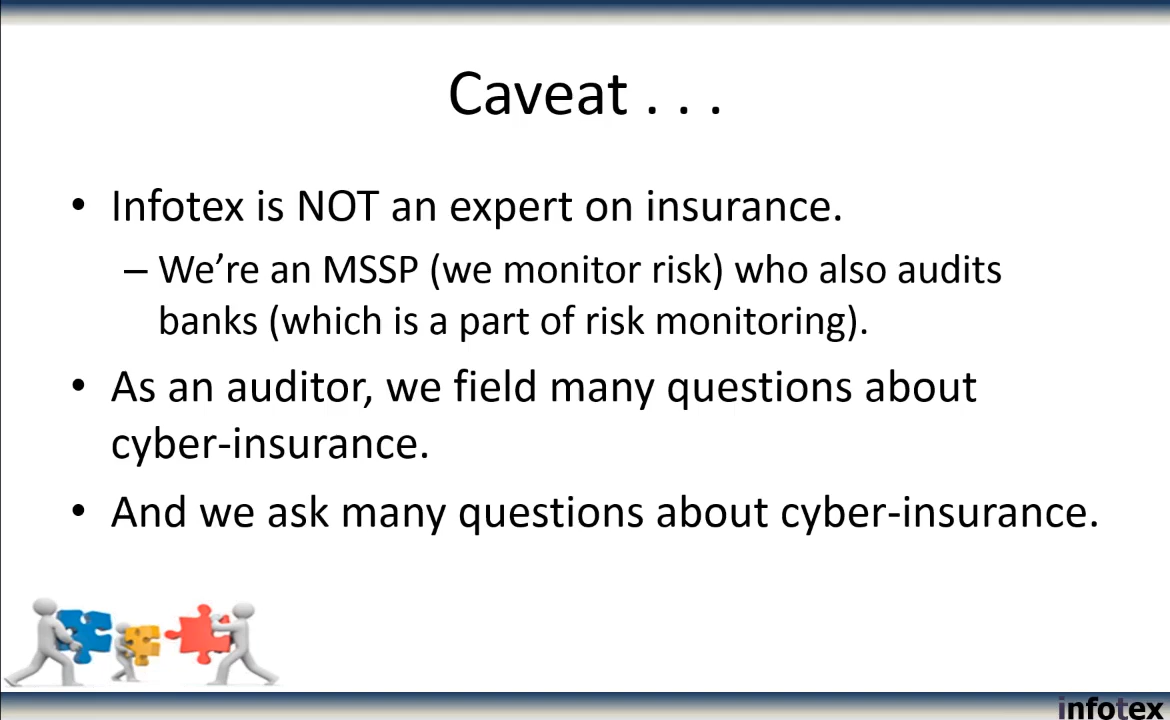 Caveat . . .
• Infotex is NOT an expert on insurance.
– We’re an MSSP (we monitor risk) who also audits
banks (which is a part of risk monitoring).
• As an auditor, we field many questions about
cyber-insurance.
• And we ask many questions about cyber-insurance.
infotex